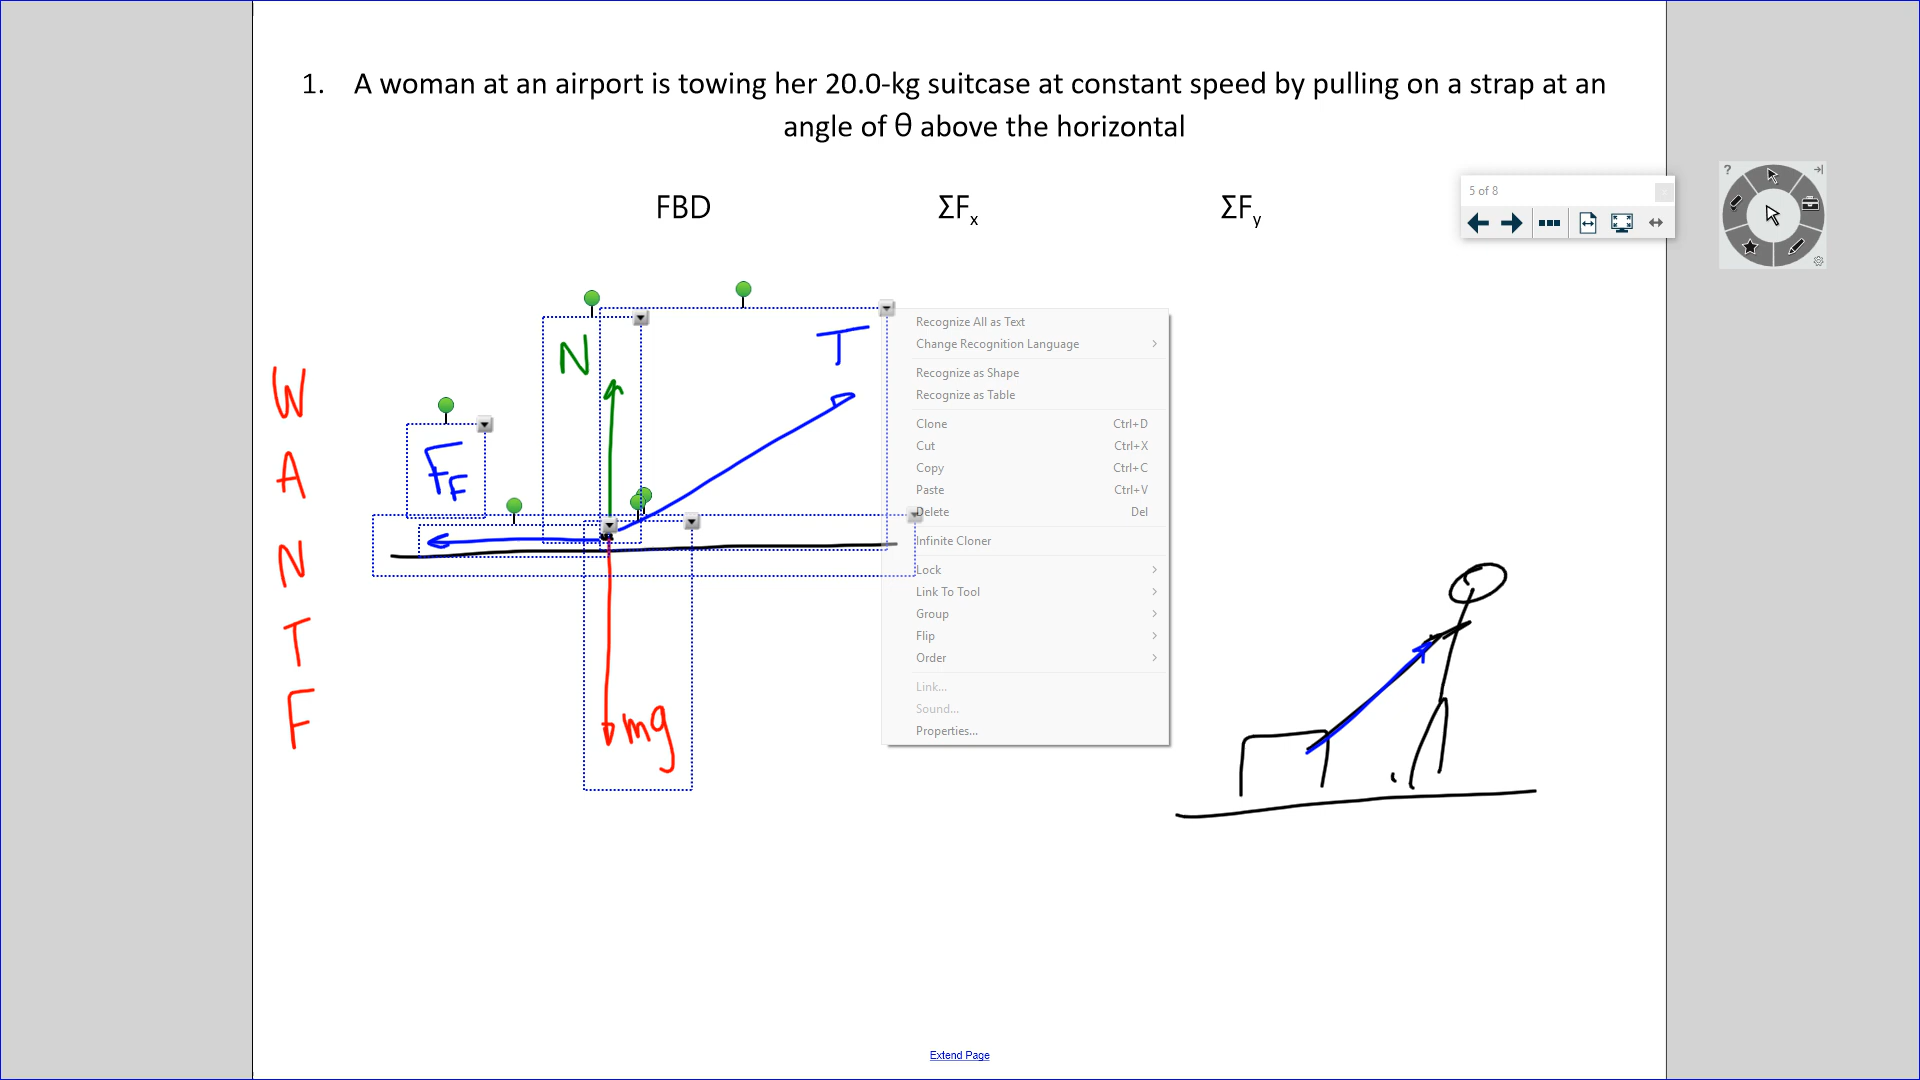 1. A woman at an airport is towing her 20.0-kg suitcase at constant speed by pulling on a strap at an
angle of θ above the horizontal
5 of 8
FBD ΣFx ΣFy
?
N
T
W
A
N
T
F
FF
mg
Recognize All as Text
Change Recognition Language
Recognize as Shape
Recognize as Table
Clone Ctrl+D
Cut Ctrl+X
Copy Ctrl+C
Paste Ctrl+V
Delete Del
Infinite Cloner
Lock
Link To Tool
Group
Flip
Order
Link...
Sound...
Properties...
Extend Page